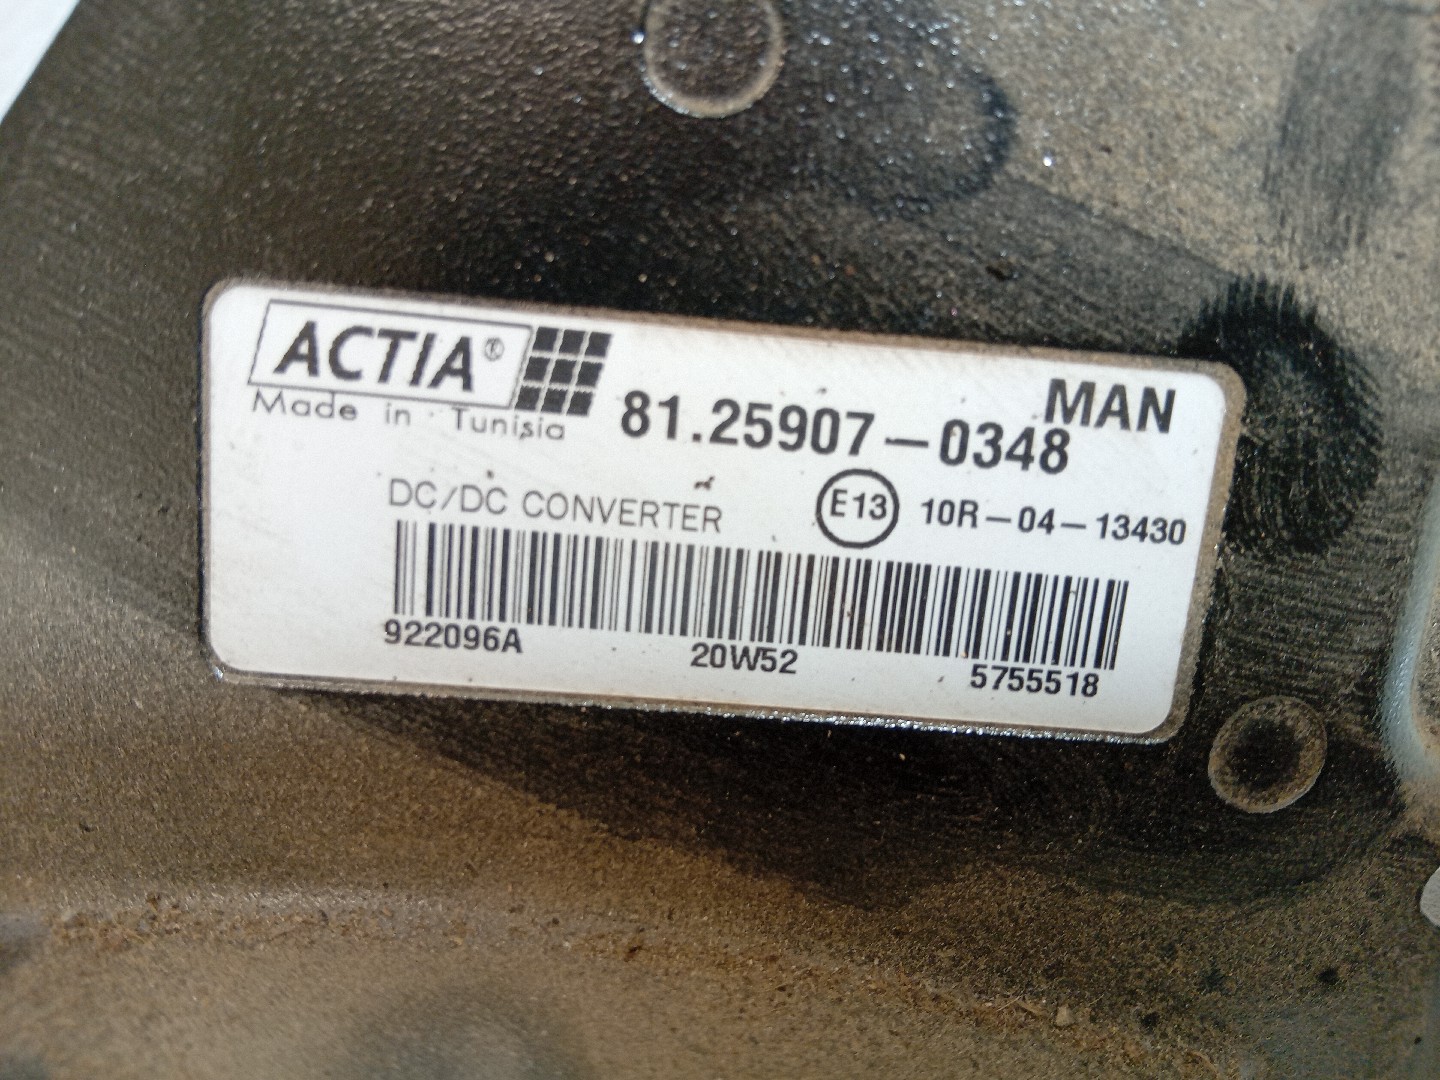 ACTIA®
Made in Tunisia
MAN
81.25907-0348
DC/DC CONVERTER
E13 10R-04-13430
922096A 20W52 5755518